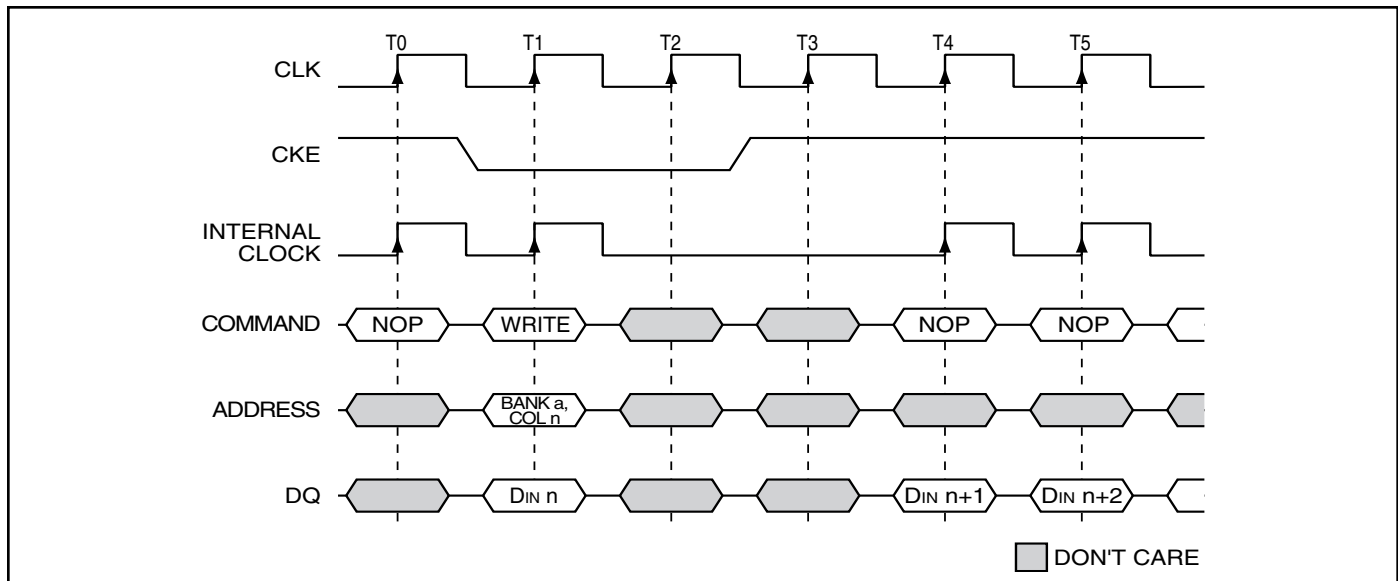 T0 T1 T2 T3 T4 T5
CLK
CKE
INTERNAL
CLOCK
COMMAND NOP WRITE NOP NOP
ADDRESS BANK a,
COL n
DQ DIN n DIN n+1 DIN n+2
DON'T CARE